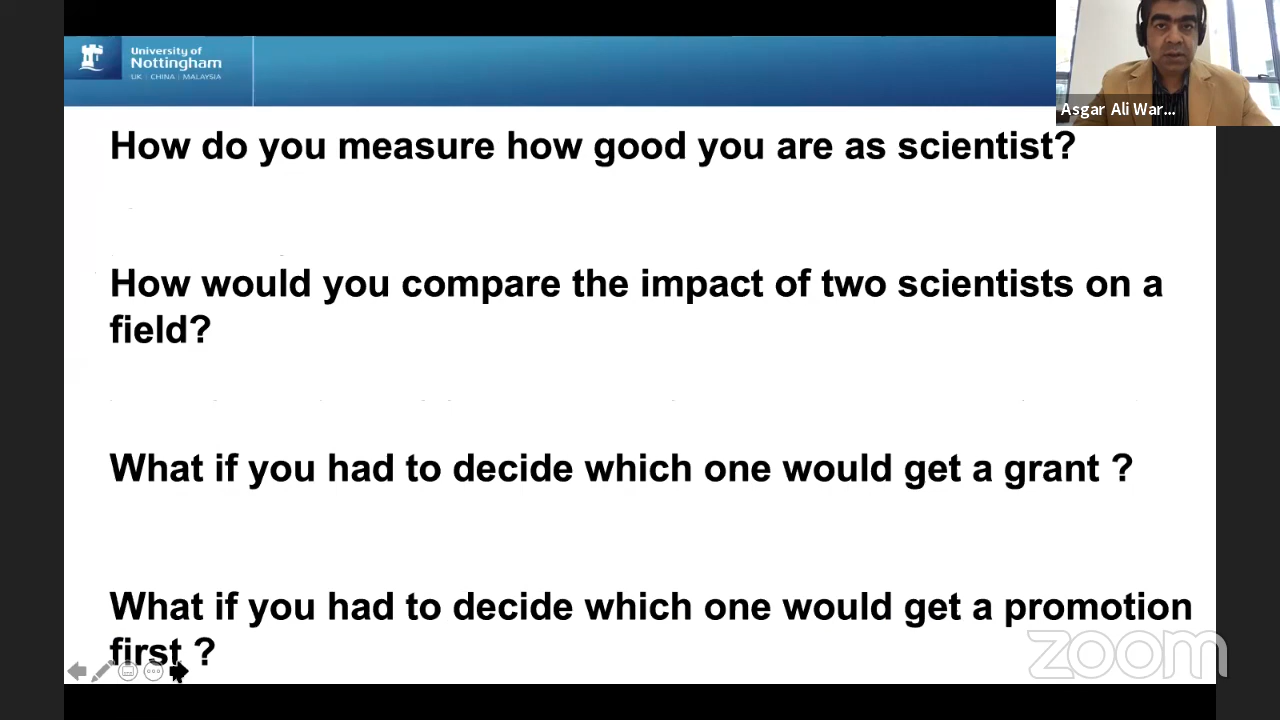 University of
Nottingham
UK | CHINA | MALAYSIA
Asgar Ali War...
How do you measure how good you are as scientist?
How would you compare the impact of two scientists on a
field?
What if you had to decide which one would get a grant ?
What if you had to decide which one would get a promotion
first ?
zoom